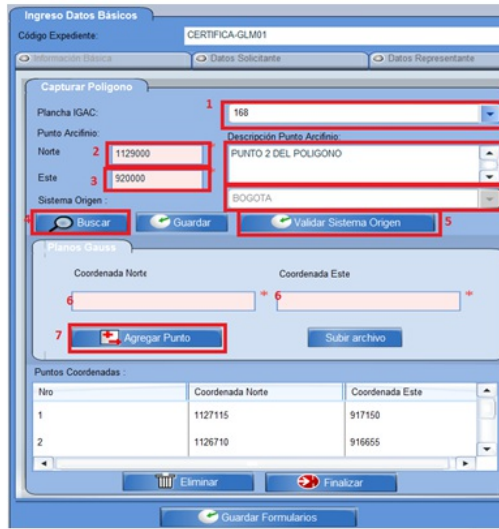 Ingreso Datos Básicos
Código Expediente: CERTIFICA-GLM01
Información Básica Datos Solicitante Datos Representante
Capturar Poligono
Plancha IGAC: 1 168
Punto Arcifinio: Descripción Punto Arcifinio:
Norte 2 1129000 * PUNTO 2 DEL POLIGONO
Este 3 920000 *
Sistema Origen : BOGOTA
4 Buscar Guardar Validar Sistema Origen 5
Planos Gauss
Coordenada Norte Coordenada Este
6 * 6 *
7 Agregar Punto Subir archivo
Puntos Coordenadas :
Nro Coordenada Norte Coordenada Este
1 1127115 917150
2 1126710 916655
Eliminar Finalizar
Guardar Formularios